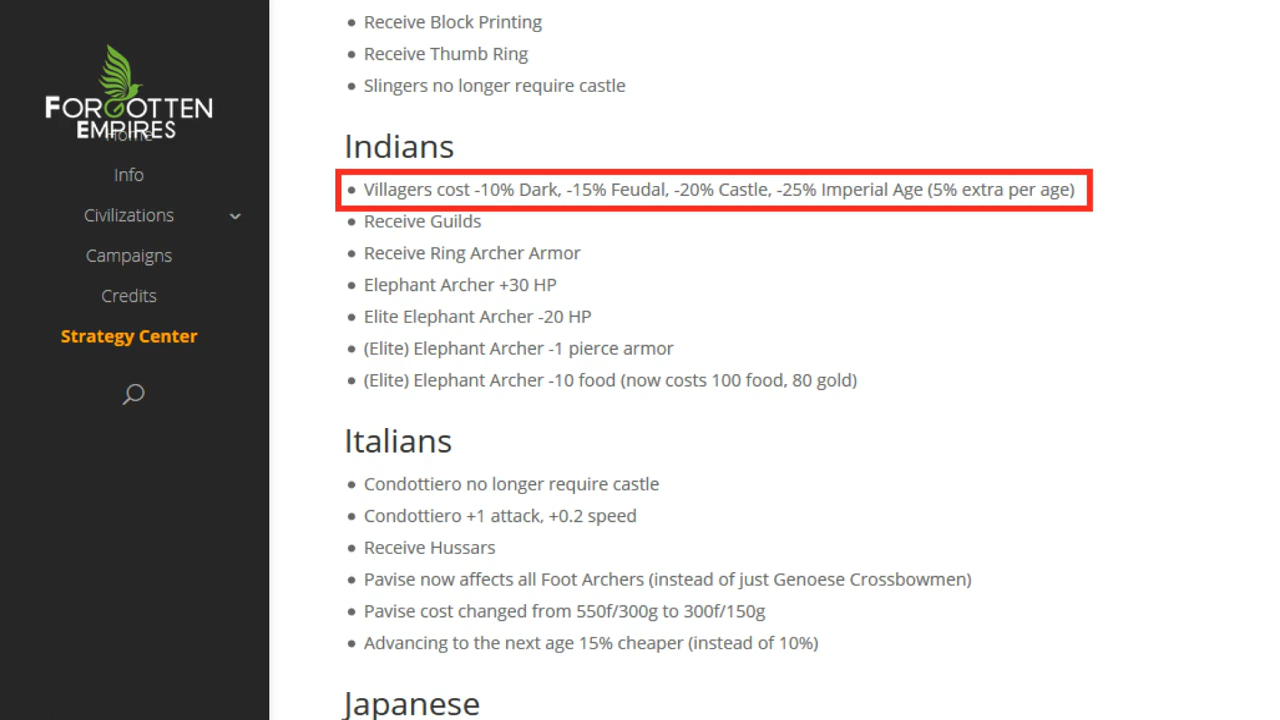 FORGOTTEN
EMPIRES
Home
Info
Civilizations
Campaigns
Credits
Strategy Center
Receive Block Printing
Receive Thumb Ring
Slingers no longer require castle
Indians
Villagers cost -10% Dark, -15% Feudal, -20% Castle, -25% Imperial Age (5% extra per age)
Receive Guilds
Receive Ring Archer Armor
Elephant Archer +30 HP
Elite Elephant Archer -20 HP
(Elite) Elephant Archer -1 pierce armor
(Elite) Elephant Archer -10 food (now costs 100 food, 80 gold)
Italians
Condottiero no longer require castle
Condottiero +1 attack, +0.2 speed
Receive Hussars
Pavise now affects all Foot Archers (instead of just Genoese Crossbowmen)
Pavise cost changed from 550f/300g to 300f/150g
Advancing to the next age 15% cheaper (instead of 10%)
Japanese